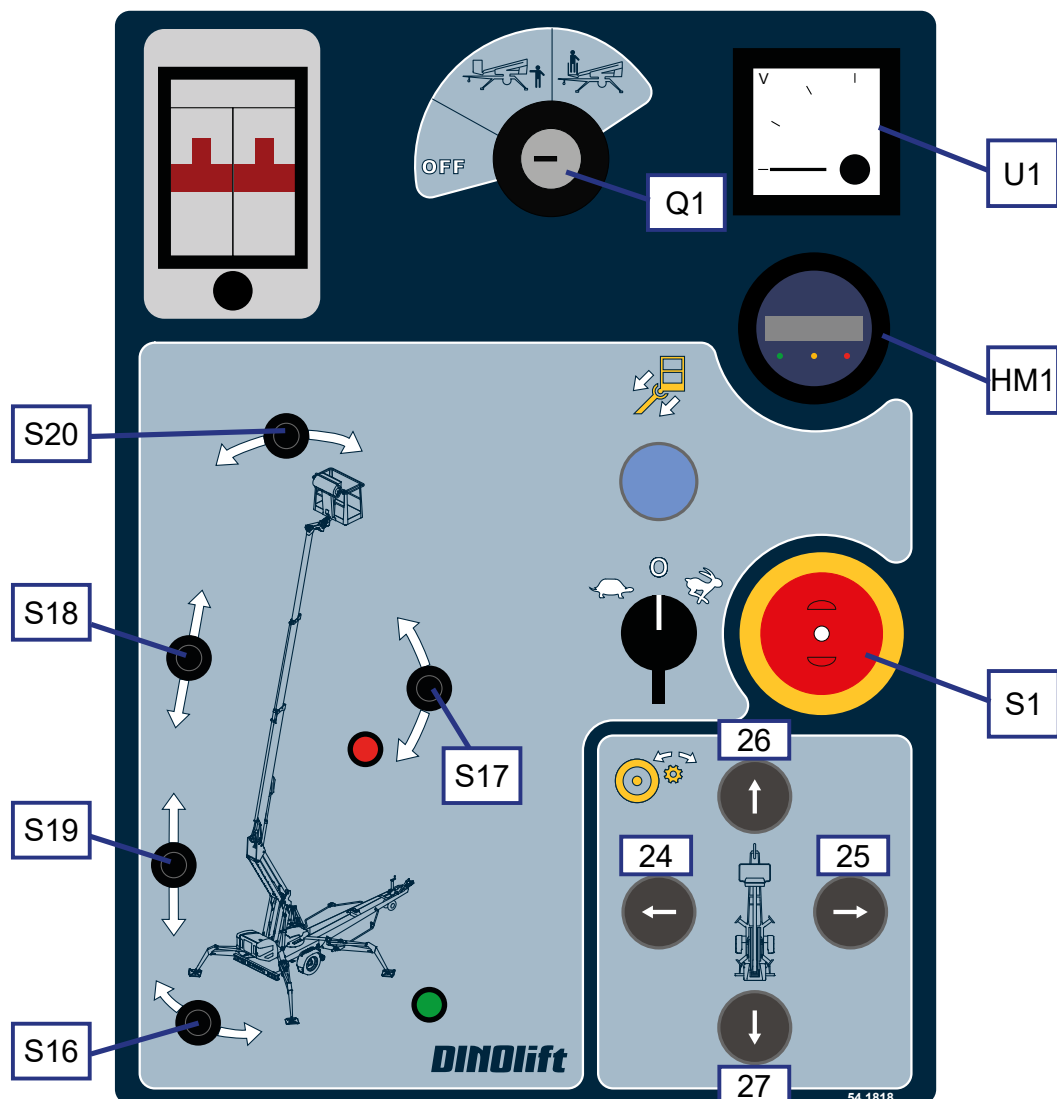 V I
OFF
Q1
U1
HM1
S20
O
S18
S1
26
S17
S19
24
25
S16
DINOlift
27
54.1818